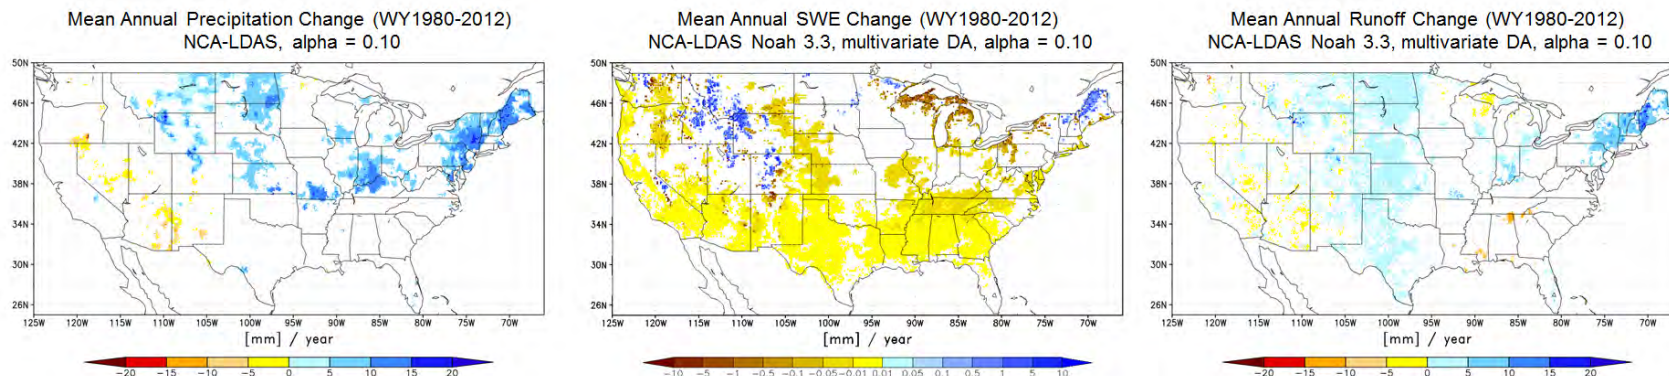 Mean Annual Precipitation Change (WY1980-2012)
NCA-LDAS, alpha = 0.10
50N
46N
42N
38N
34N
30N
26N
125W 120W 115W 110W 105W 100W 95W 90W 85W 80W 75W 70W
[mm] / year
-20 -15 -10 -5 0 5 10 15 20
Mean Annual SWE Change (WY1980-2012)
NCA-LDAS Noah 3.3, multivariate DA, alpha = 0.10
50N
46N
42N
38N
34N
30N
26N
125W 120W 115W 110W 105W 100W 95W 90W 85W 80W 75W 70W
[mm] / year
-10 -5 -1 -0.5 -0.1 -0.05 -0.01 0.01 0.05 0.1 0.5 1 5 10
Mean Annual Runoff Change (WY1980-2012)
NCA-LDAS Noah 3.3, multivariate DA, alpha = 0.10
50N
46N
42N
38N
34N
30N
26N
125W 120W 115W 110W 105W 100W 95W 90W 85W 80W 75W 70W
[mm] / year
-20 -15 -10 -5 0 5 10 15 20